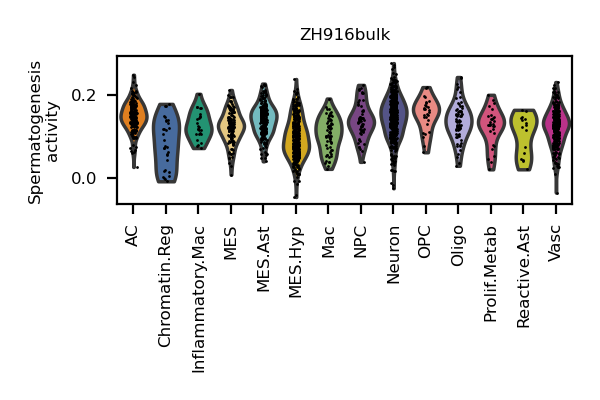 ZH916bulk
Spermatogenesis
activity
0.2
0.0
AC
Chromatin.Reg
Inflammatory.Mac
MES
MES.Ast
MES.Hyp
Mac
NPC
Neuron
OPC
Oligo
Prolif.Metab
Reactive.Ast
Vasc